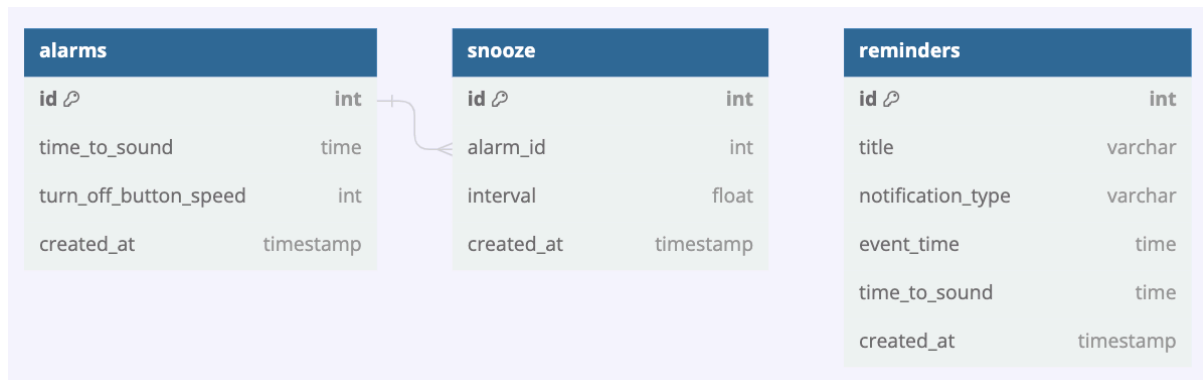 alarms
id int
time_to_sound time
turn_off_button_speed int
created_at timestamp
snooze
id int
alarm_id int
interval float
created_at timestamp
reminders
id int
title varchar
notification_type varchar
event_time time
time_to_sound time
created_at timestamp